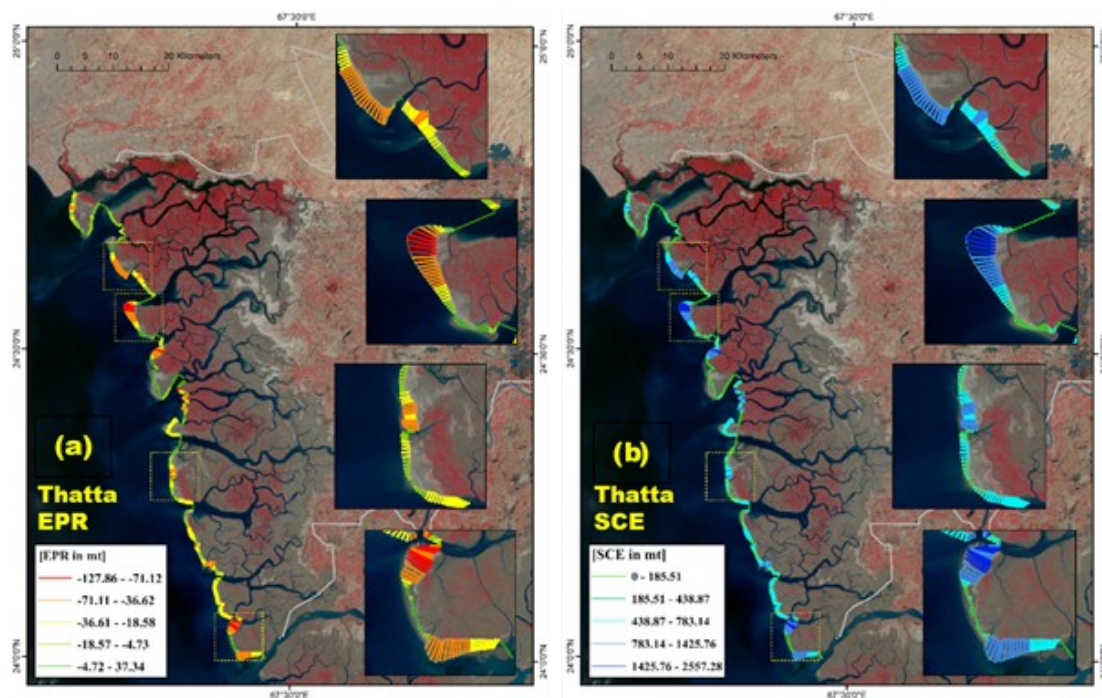 67°30'0"E
67°30'0"E
0 5 10 20 Kilometers
0 5 10 20 Kilometers
25°0'0"N
25°0'0"N
24°30'0"N
24°30'0"N
(a)
Thatta
EPR
[EPR in mt]
-127.86 - -71.12
-71.11 - -36.62
-36.61 - -18.58
-18.57 - -4.73
-4.72 - 37.34
(b)
Thatta
SCE
[SCE in mt]
0 - 185.51
185.51 - 438.87
438.87 - 783.14
783.14 - 1425.76
1425.76 - 2557.28
24°0'0"N
24°0'0"N
67°30'0"E
67°30'0"E